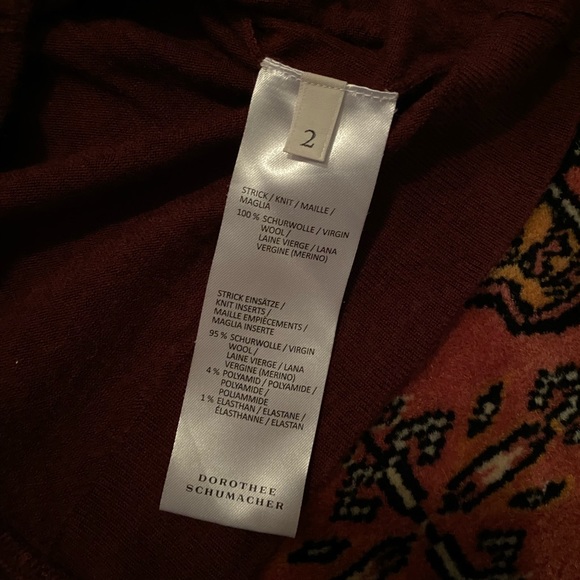 2
STRICK / KNIT / MAILLE /
MAGLIA
100 % SCHURWOLLE / VIRGIN
WOOL /
LAINE VIERGE / LANA
VERGINE (MERINO)
STRICK EINSÄTZE /
KNIT INSERTS /
MAILLE EMPIÈCEMENTS /
MAGLIA INSERTE
95 % SCHURWOLLE / VIRGIN
WOOL /
LAINE VIERGE / LANA
VERGINE (MERINO)
4 % POLYAMID / POLYAMIDE /
POLYAMIDE /
POLIAMMIDE
1 % ELASTHAN / ELASTANE /
ÉLASTHANNE / ELASTAN
DOROTHEE
SCHUMACHER